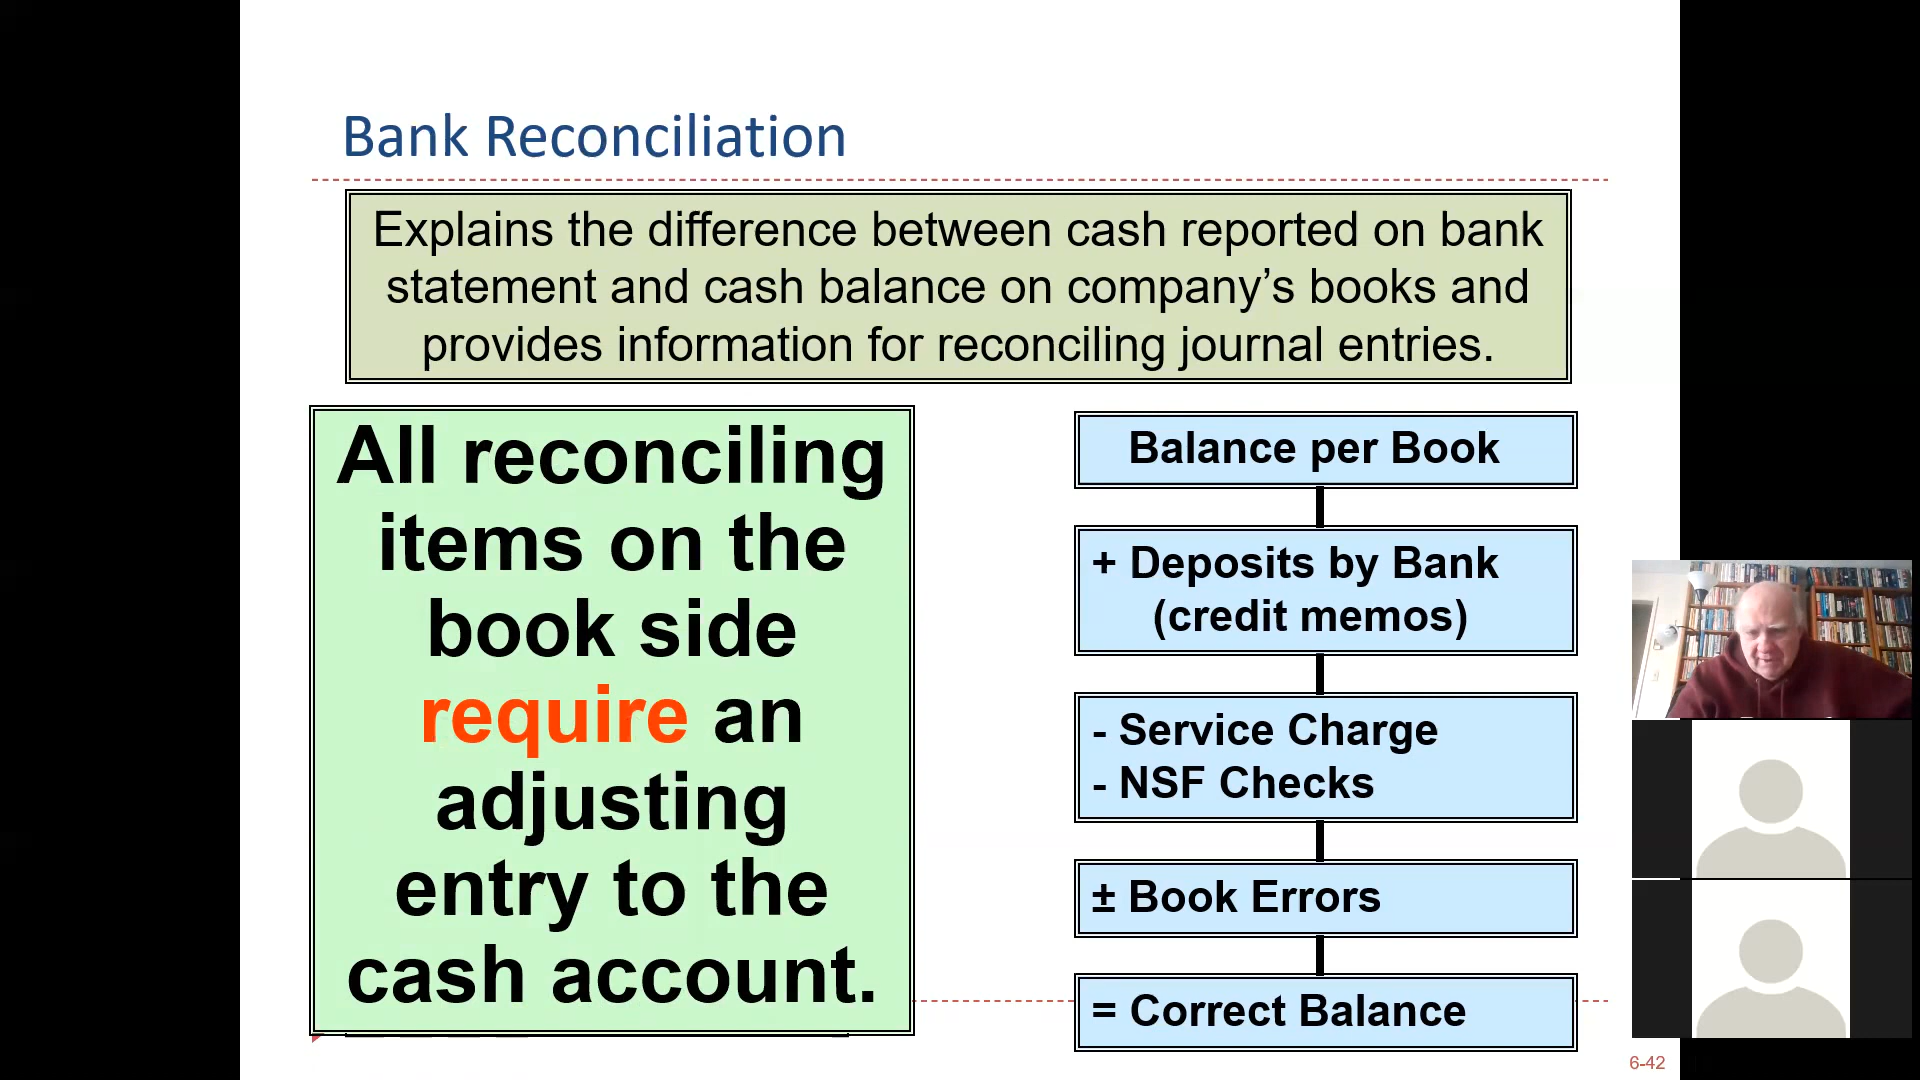 Bank Reconciliation
Explains the difference between cash reported on bank
statement and cash balance on company’s books and
provides information for reconciling journal entries.
All reconciling
items on the
book side
require an
adjusting
entry to the
cash account.
Balance per Book
+ Deposits by Bank
(credit memos)
- Service Charge
- NSF Checks
± Book Errors
= Correct Balance
6-42